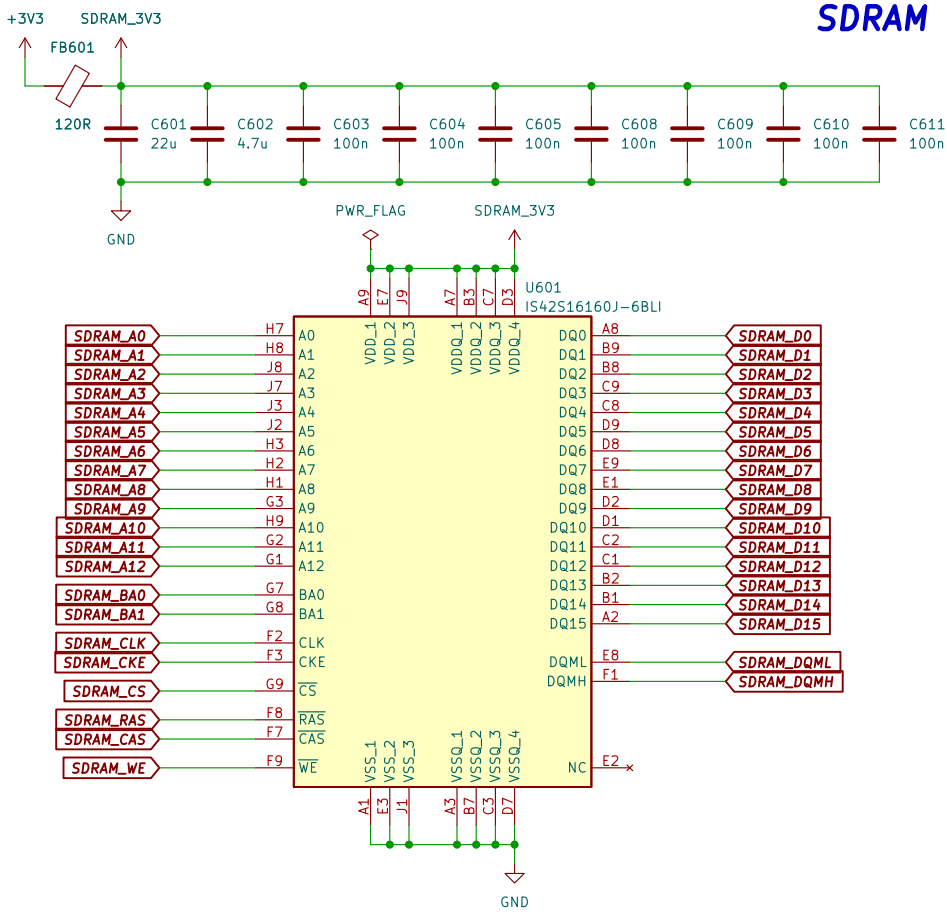 SDRAM
+3V3 SDRAM_3V3
FB601
120R C601 C602 C603 C604 C605 C608 C609 C610 C611
22u 4.7u 100n 100n 100n 100n 100n 100n 100n
GND
PWR_FLAG SDRAM_3V3
U601
IS42S16160J-6BLI
A9 E7 J9 A7 B3 C7 D3
VDD_1 VDD_2 VDD_3 VDDQ_1 VDDQ_2 VDDQ_3 VDDQ_4
SDRAM_A0 H7 A0 DQ0 A8 SDRAM_D0
SDRAM_A1 H8 A1 DQ1 B9 SDRAM_D1
SDRAM_A2 J8 A2 DQ2 B8 SDRAM_D2
SDRAM_A3 J7 A3 DQ3 C9 SDRAM_D3
SDRAM_A4 J3 A4 DQ4 C8 SDRAM_D4
SDRAM_A5 J2 A5 DQ5 D9 SDRAM_D5
SDRAM_A6 H3 A6 DQ6 D8 SDRAM_D6
SDRAM_A7 H2 A7 DQ7 E9 SDRAM_D7
SDRAM_A8 H1 A8 DQ8 E1 SDRAM_D8
SDRAM_A9 G3 A9 DQ9 D2 SDRAM_D9
SDRAM_A10 H9 A10 DQ10 D1 SDRAM_D10
SDRAM_A11 G2 A11 DQ11 C2 SDRAM_D11
SDRAM_A12 G1 A12 DQ12 C1 SDRAM_D12
DQ13 B2 SDRAM_D13
SDRAM_BA0 G7 BA0 DQ14 B1 SDRAM_D14
SDRAM_BA1 G8 BA1 DQ15 A2 SDRAM_D15
SDRAM_CLK F2 CLK
SDRAM_CKE F3 CKE DQML E8 SDRAM_DQML
DQMH F1 SDRAM_DQMH
SDRAM_CS G9 CS
SDRAM_RAS F8 RAS
SDRAM_CAS F7 CAS
SDRAM_WE F9 WE NC E2
VSS_1 VSS_2 VSS_3 VSSQ_1 VSSQ_2 VSSQ_3 VSSQ_4
A1 E3 J1 A3 B7 C3 D7
GND